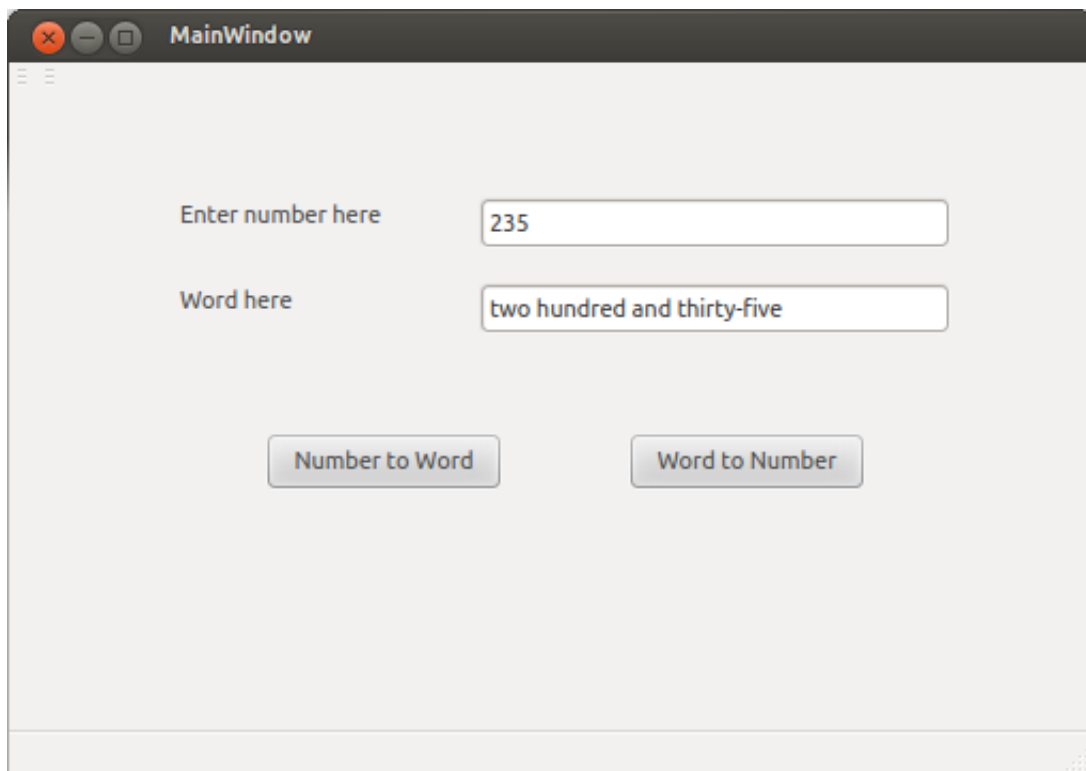 MainWindow
Enter number here
235
Word here
two hundred and thirty-five
Number to Word
Word to Number